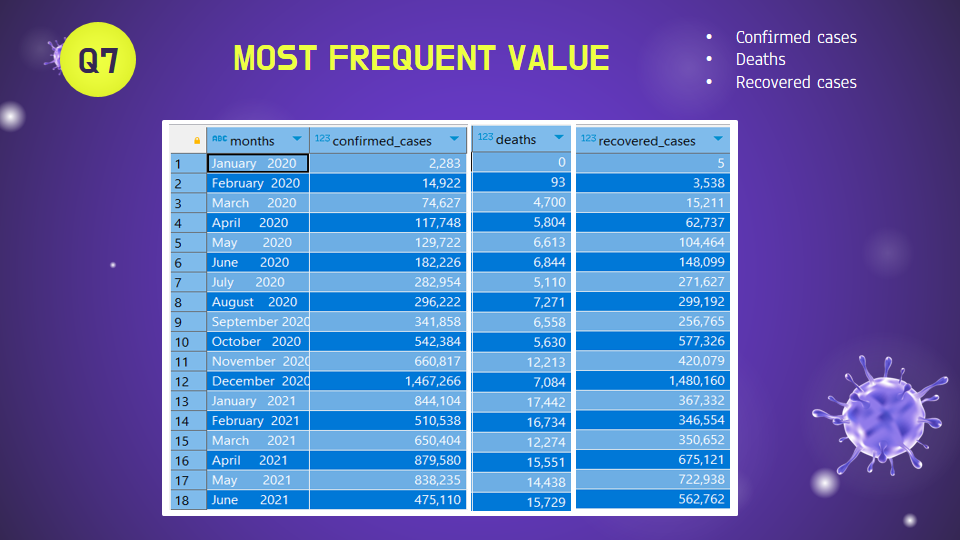 Q7
MOST FREQUENT VALUE
• Confirmed cases
• Deaths
• Recovered cases
ABC months 123 confirmed_cases 123 deaths 123 recovered_cases
1 January 2020 2,283 0 5
2 February 2020 14,922 93 3,538
3 March 2020 74,627 4,700 15,211
4 April 2020 117,748 5,804 62,737
5 May 2020 129,722 6,613 104,464
6 June 2020 182,226 6,844 148,099
7 July 2020 282,954 5,110 271,627
8 August 2020 296,222 7,271 299,192
9 September 2020 341,858 6,558 256,765
10 October 2020 542,384 5,630 577,326
11 November 2020 660,817 12,213 420,079
12 December 2020 1,467,266 7,084 1,480,160
13 January 2021 844,104 17,442 367,332
14 February 2021 510,538 16,734 346,554
15 March 2021 650,404 12,274 350,652
16 April 2021 879,580 15,551 675,121
17 May 2021 838,235 14,438 722,938
18 June 2021 475,110 15,729 562,762